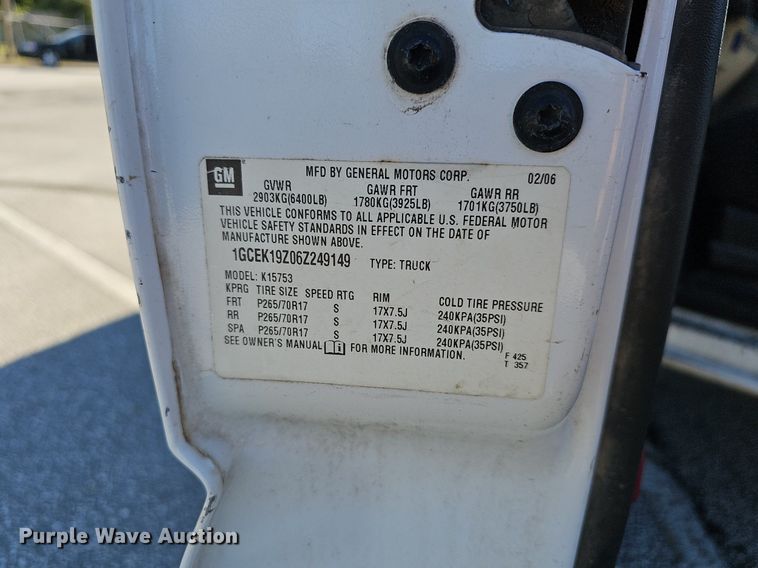 GM
MFD BY GENERAL MOTORS CORP. 02/06
GVWR GAWR FRT GAWR RR
2903KG(6400LB) 1780KG(3925LB) 1701KG(3750LB)
THIS VEHICLE CONFORMS TO ALL APPLICABLE U.S. FEDERAL MOTOR
VEHICLE SAFETY STANDARDS IN EFFECT ON THE DATE OF
MANUFACTURE SHOWN ABOVE.
1GCEK19Z06Z249149 TYPE: TRUCK
MODEL: K15753
KPRG TIRE SIZE SPEED RTG RIM COLD TIRE PRESSURE
FRT P265/70R17 S 17X7.5J 240KPA(35PSI)
RR P265/70R17 S 17X7.5J 240KPA(35PSI)
SPA P265/70R17 S 17X7.5J 240KPA(35PSI)
SEE OWNER'S MANUAL FOR MORE INFORMATION.
F 425
T 357
Purple Wave Auction
purplewave.com